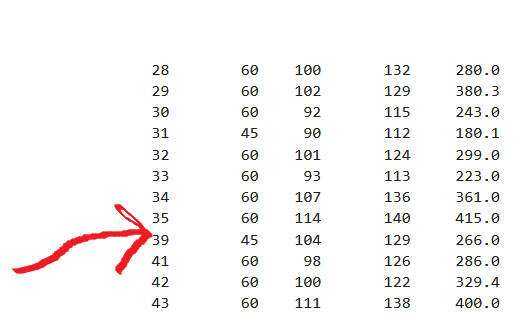 28 60 100 132 280.0
29 60 102 129 380.3
30 60 92 115 243.0
31 45 90 112 180.1
32 60 101 124 299.0
33 60 93 113 223.0
34 60 107 136 361.0
35 60 114 140 415.0
39 45 104 129 266.0
41 60 98 126 286.0
42 60 100 122 329.4
43 60 111 138 400.0